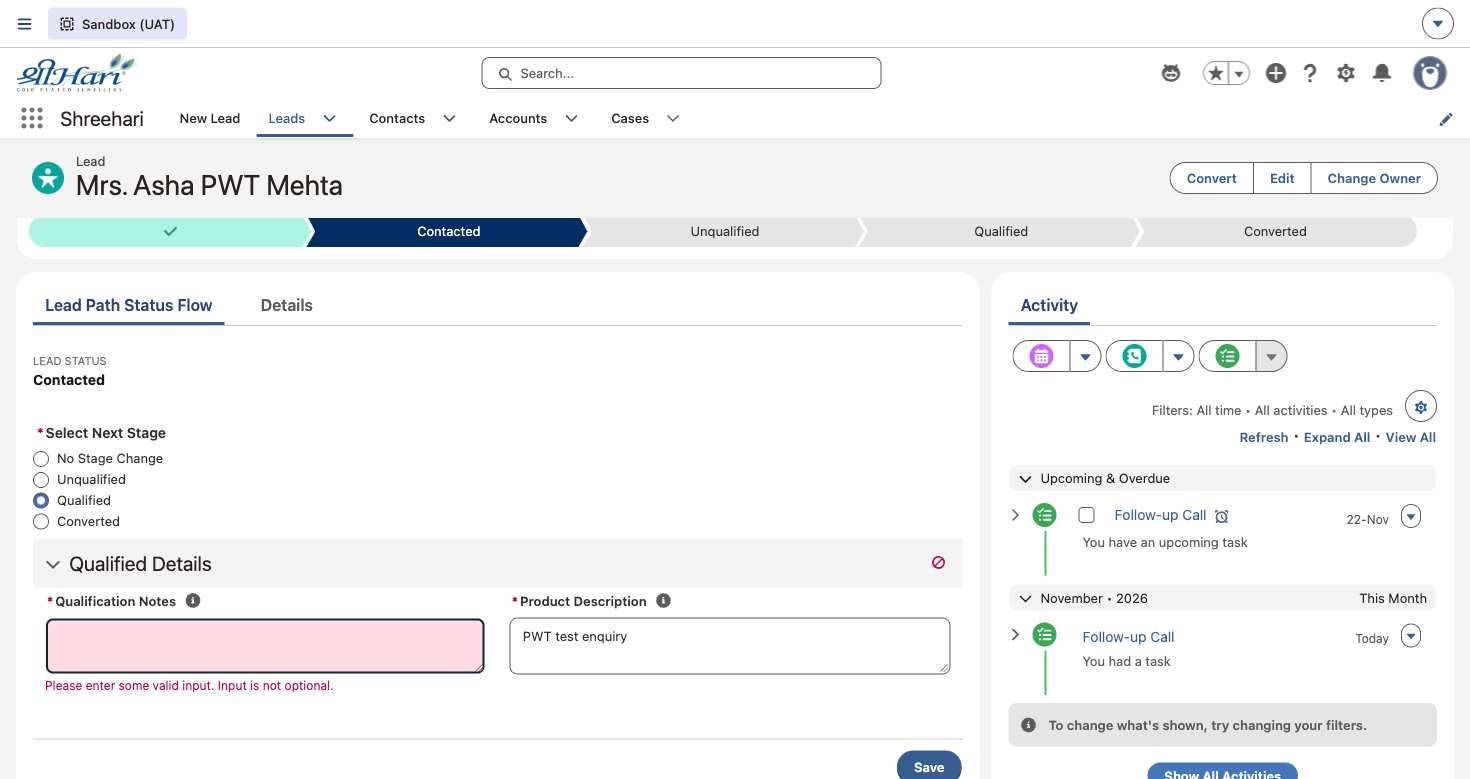 Sandbox (UAT)
श्रीHari
GOLD PLATED JEWELLERY
Search...
Shreehari
New Lead
Leads
Contacts
Accounts
Cases
Lead
Mrs. Asha PWT Mehta
Convert
Edit
Change Owner
Contacted
Unqualified
Qualified
Converted
Lead Path Status Flow
Details
LEAD STATUS
Contacted
*Select Next Stage
No Stage Change
Unqualified
Qualified
Converted
Qualified Details
*Qualification Notes
*Product Description
PWT test enquiry
Please enter some valid input. Input is not optional.
Save
Activity
Filters: All time • All activities • All types
Refresh • Expand All • View All
Upcoming & Overdue
Follow-up Call
22-Nov
You have an upcoming task
November • 2026
This Month
Follow-up Call
Today
You had a task
To change what's shown, try changing your filters.
Show All Activities